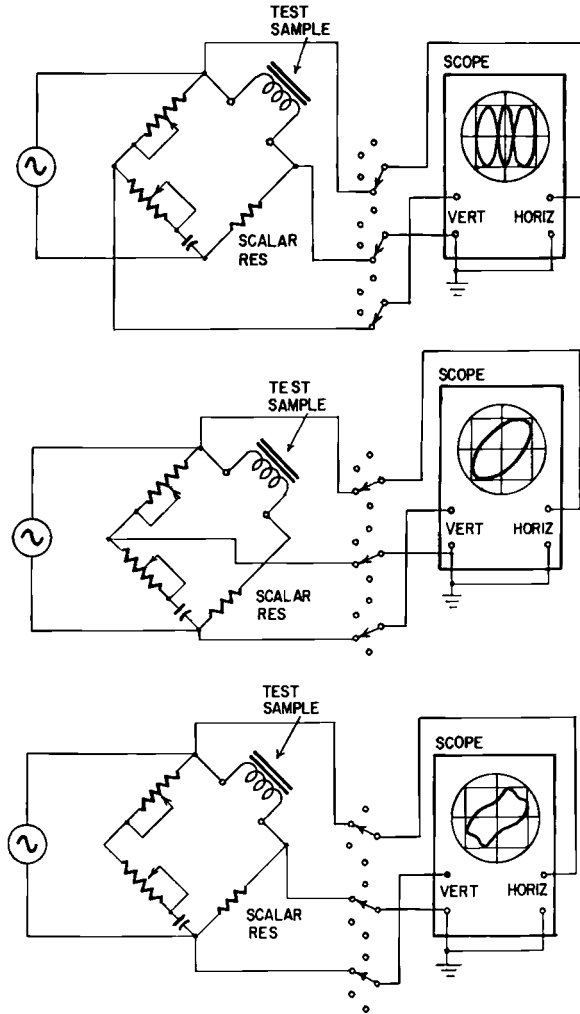 TEST
SAMPLE
SCOPE
VERT HORIZ
SCALAR
RES
TEST
SAMPLE
SCOPE
VERT HORIZ
SCALAR
RES
TEST
SAMPLE
SCOPE
VERT HORIZ
SCALAR
RES